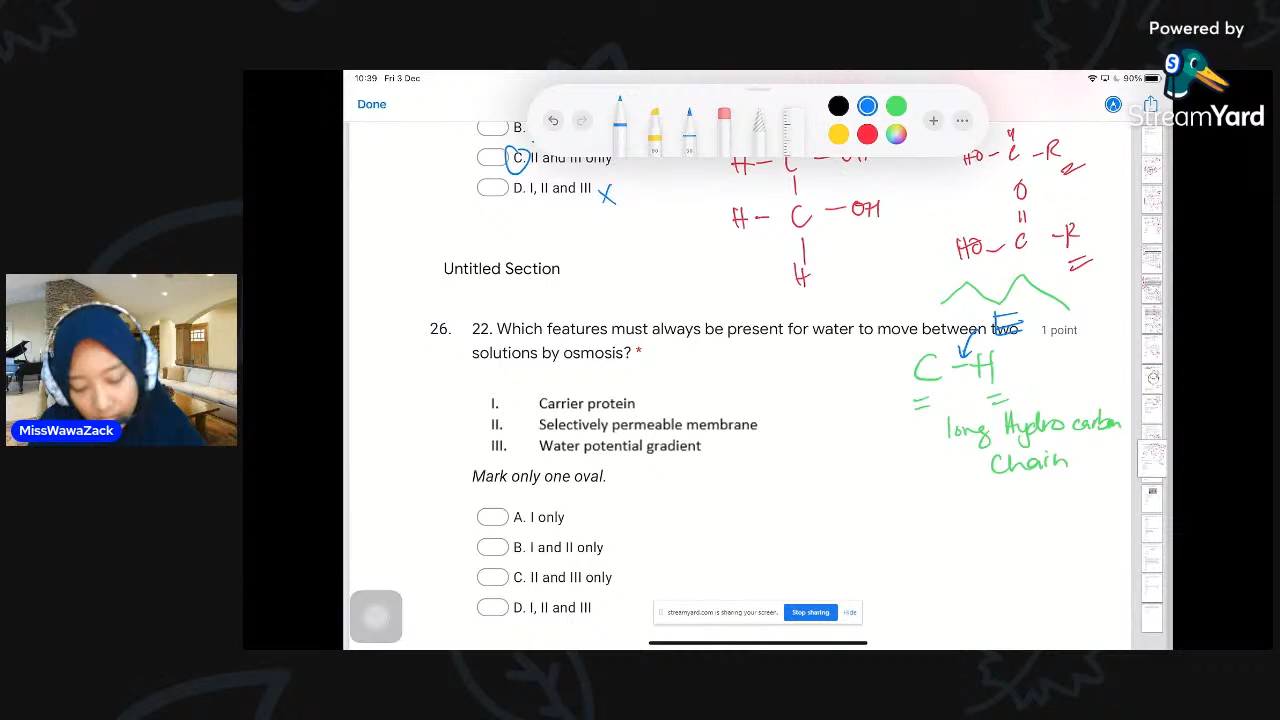 Powered by
StreamYard
10:39 Fri 3 Dec
90%
Done
B.
C. II and III only
D. I, II and III X
H - C - OH
H - C - OH
H
HO - C - R
O
HO - C - R
Untitled Section
26. 22. Which features must always be present for water to move between two 1 point
solutions by osmosis? *
E
C - H
I. Carrier protein
II. Selectively permeable membrane
III. Water potential gradient
long Hydro carbon
Chain
Mark only one oval.
A. I only
B. I and II only
C. II and III only
D. I, II and III
streamyard.com is sharing your screen. Stop sharing Hide
MissWawaZack